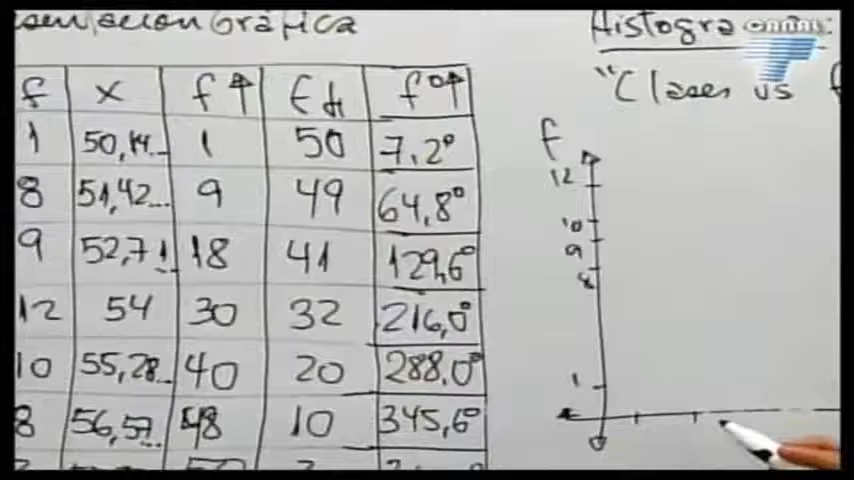 Gráfica
Histogra
"Clases vs f
f x f↑ f↓ f°↑
1 50,14... 1 50 7,2°
8 51,42... 9 49 64,8°
9 52,71... 18 41 129,6°
12 54 30 32 216,0°
10 55,28... 40 20 288,0°
8 56,57... 48 10 345,6°
f
12
10
9
8
1